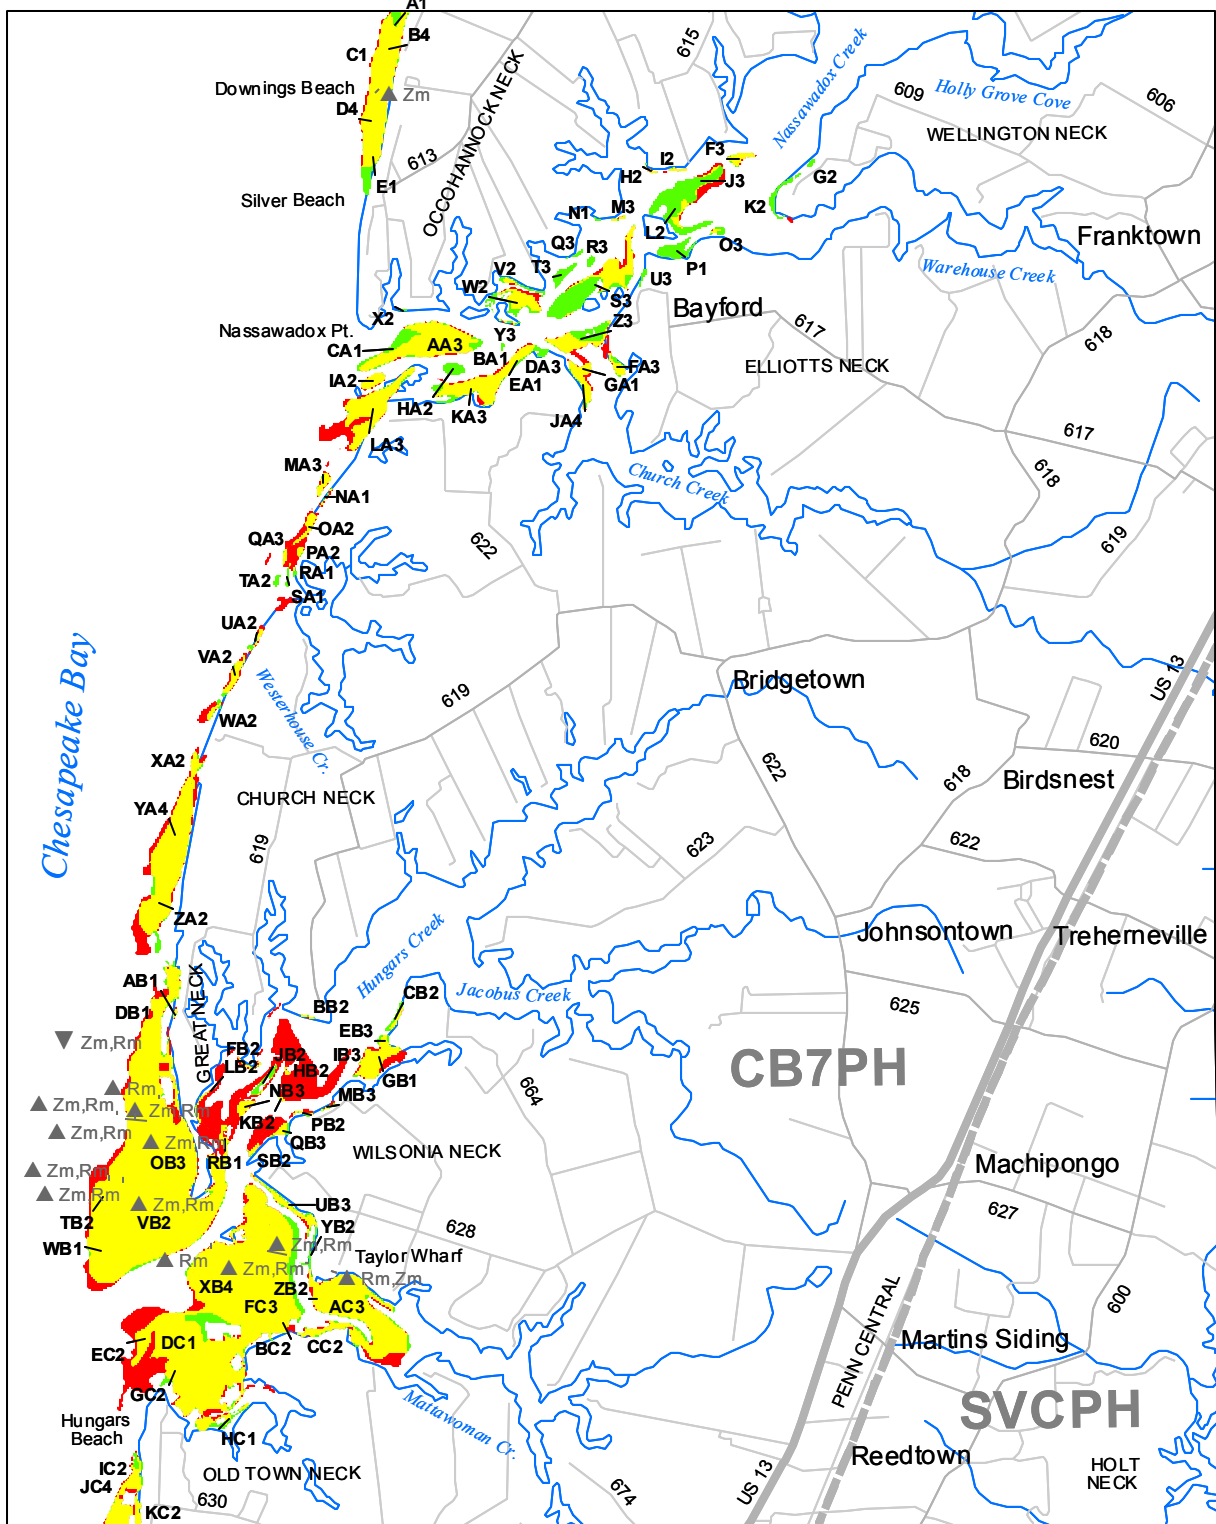 A1
B4
C1
615
Nassawadox Creek
Downings Beach
Zm
609
Holly Grove Cove
606
D4
OCCOHANNOCK NECK
WELLINGTON NECK
613
I2
F3
H2
J3
G2
E1
Silver Beach
K2
N1
M3
L2
O3
Franktown
Q3
R3
P1
Warehouse Creek
V2
T3
U3
W2
S3
Bayford
X2
Z3
617
Nassawadox Pt.
Y3
618
CA1
AA3
BA1
DA3
FA3
ELLIOTTS NECK
IA2
EA1
GA1
HA2
KA3
JA4
617
LA3
MA3
618
NA1
Church Creek
OA2
QA3
622
619
PA2
RA1
TA2
SA1
UA2
VA2
Chesapeake Bay
US 13
Bridgetown
619
Westerhouse Cr.
WA2
620
XA2
622
618
Birdsnest
CHURCH NECK
YA4
619
623
622
ZA2
Johnsontown
Treherneville
Hungars Creek
AB1
GREAT NECK
CB2
Jacobus Creek
DB1
BB2
625
EB3
Zm,Rm
FB2
JB2
IB3
LB2
HB2
GB1
CB7PH
Rm
NB3
MB3
664
Zm,Rm,
Zm,Rm
KB2
PB2
Zm,Rm
Zm,Rm
QB3
WILSONIA NECK
OB3
RB1
SB2
Machipongo
Zm,Rm
Zm,Rm
Zm,Rm
UB3
TB2
VB2
YB2
628
627
WB1
Zm,Rm
Taylor Wharf
Rm
Zm,Rm
Rm,Zm
XB4
ZB2
FC3
AC3
600
PENN CENTRAL
EC2
DC1
BC2
CC2
Martins Siding
GC2
Mattawoman Cr.
SVCPH
Hungars
Beach
HC1
Reedtown
IC2
OLD TOWN NECK
HOLT
NECK
JC4
US 13
674
630
KC2